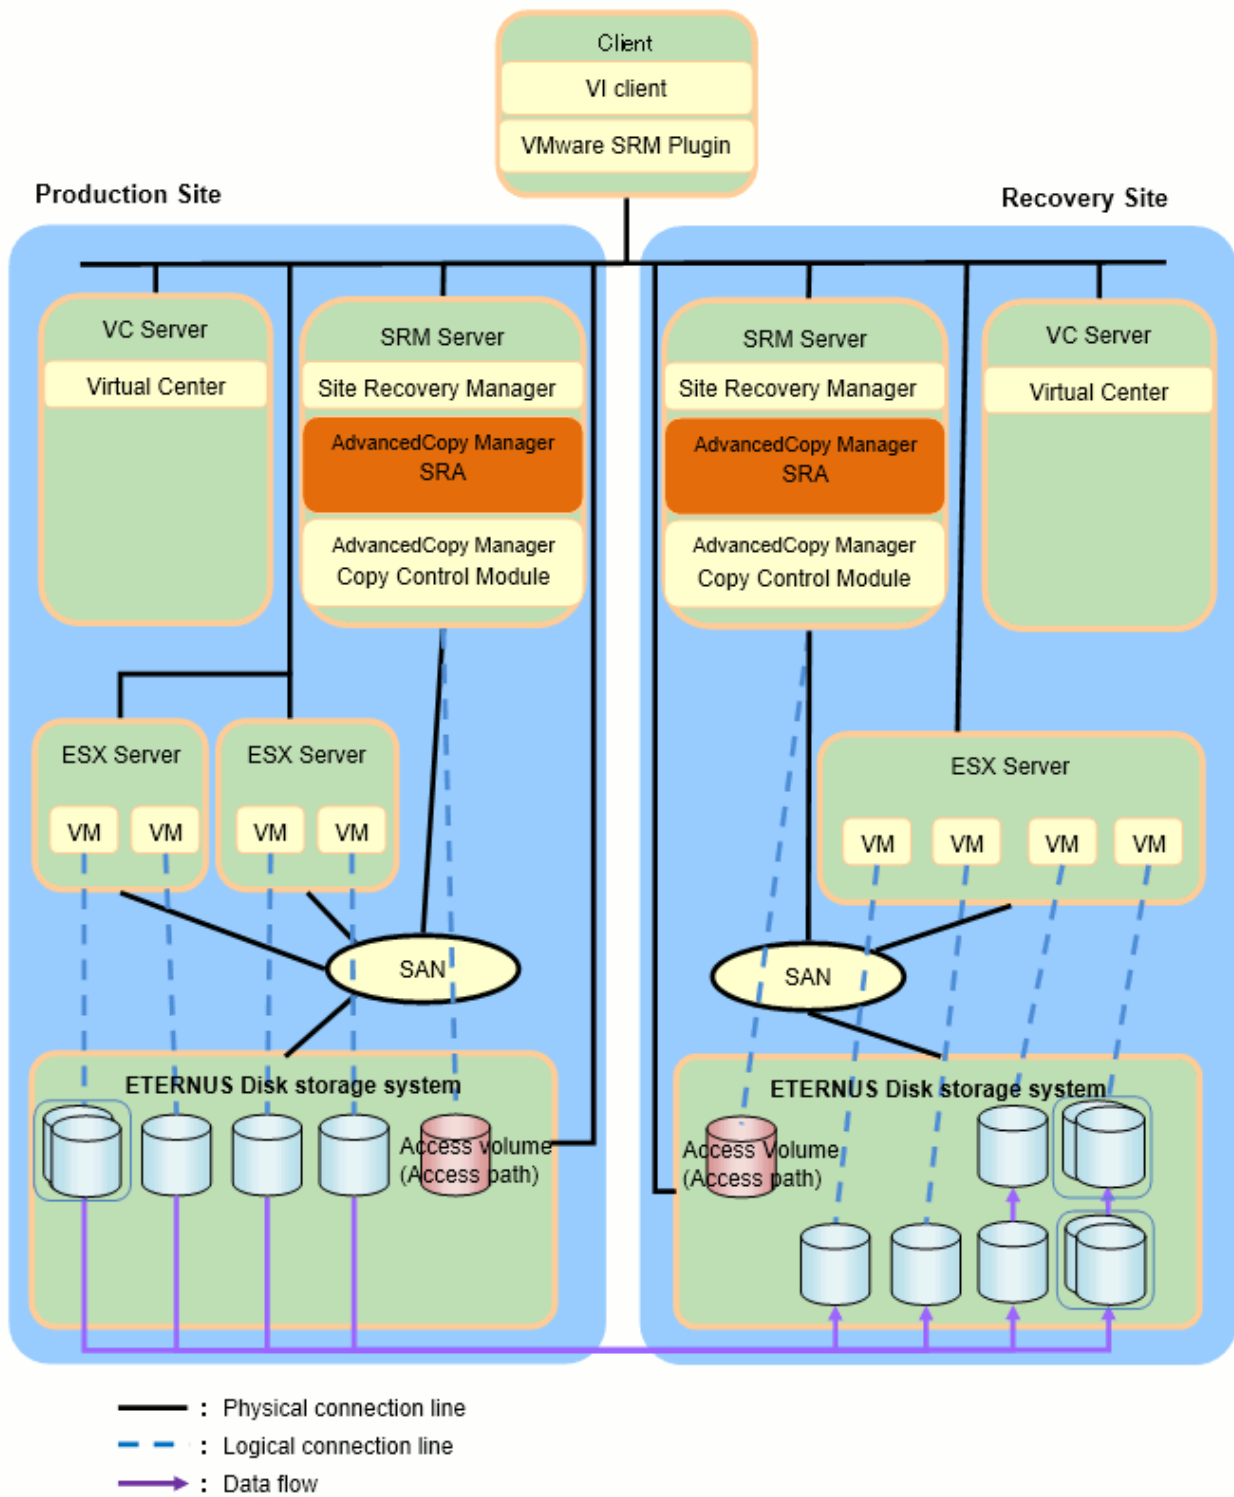 Client
VI client
VMware SRM Plugin
Production Site
Recovery Site
VC Server
Virtual Center
SRM Server
Site Recovery Manager
AdvancedCopy Manager
SRA
AdvancedCopy Manager
Copy Control Module
SRM Server
Site Recovery Manager
AdvancedCopy Manager
SRA
AdvancedCopy Manager
Copy Control Module
VC Server
Virtual Center
ESX Server
VM
VM
ESX Server
VM
VM
ESX Server
VM
VM
VM
VM
SAN
SAN
ETERNUS Disk storage system
Access volume
(Access path)
ETERNUS Disk storage system
Access Volume
(Access path)
: Physical connection line
: Logical connection line
: Data flow